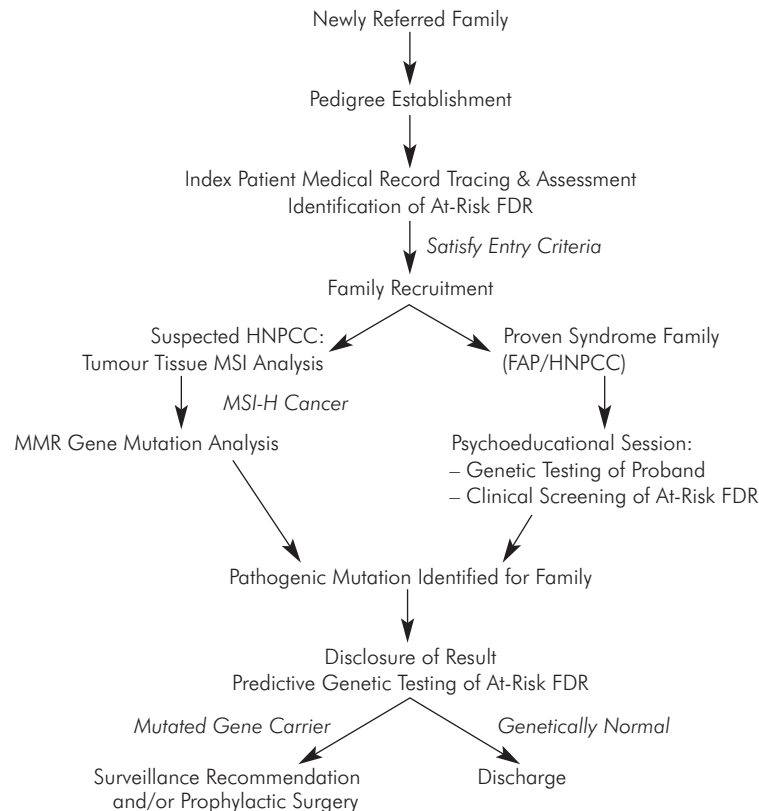 Newly Referred Family
Pedigree Establishment
Index Patient Medical Record Tracing & Assessment
Identification of At-Risk FDR
Satisfy Entry Criteria
Family Recruitment
Suspected HNPCC:
Tumour Tissue MSI Analysis
Proven Syndrome Family
(FAP/HNPCC)
MSI-H Cancer
MMR Gene Mutation Analysis
Psychoeducational Session:
– Genetic Testing of Proband
– Clinical Screening of At-Risk FDR
Pathogenic Mutation Identified for Family
Disclosure of Result
Predictive Genetic Testing of At-Risk FDR
Mutated Gene Carrier
Genetically Normal
Surveillance Recommendation
and/or Prophylactic Surgery
Discharge